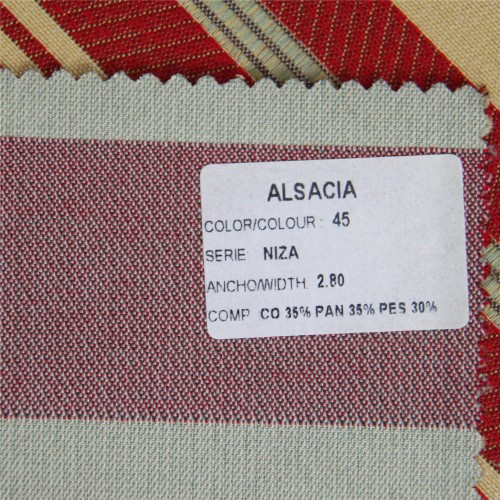 ALSACIA
COLOR/COLOUR: 45
SERIE NIZA
ANCHO/WIDTH. 2.80
COMP CO 35% PAN 35% PES 30%